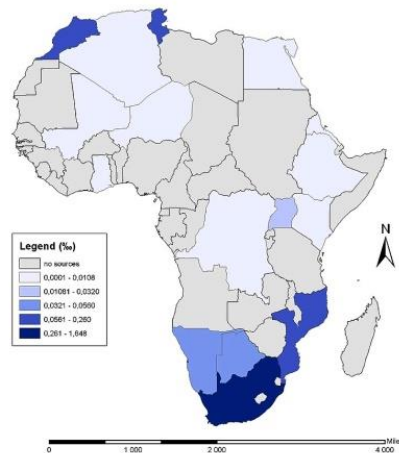 N
Legend (‰)
no sources
0,0001 - 0,0108
0,01081 - 0,0320
0,0321 - 0,0560
0,0561 - 0,260
0,261 - 1,648
0 1 000 2 000 4 000
Mile